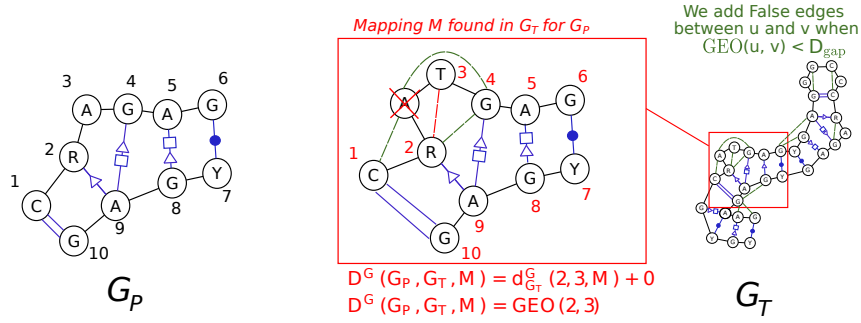 3
4
5
6
A
G
A
G
2
R
1
C
A
G
Y
7
8
9
G
10
G_P
Mapping M found in G_T for G_P
A
T
3
4
5
6
G
A
G
1
2
R
C
A
G
Y
7
8
9
G
10
D^G (G_P , G_T , M) = d^G_{G_T} (2, 3, M) + 0
D^G (G_P , G_T , M) = GEO(2, 3)
We add False edges
between u and v when
GEO(u, v) < D_gap
G_T